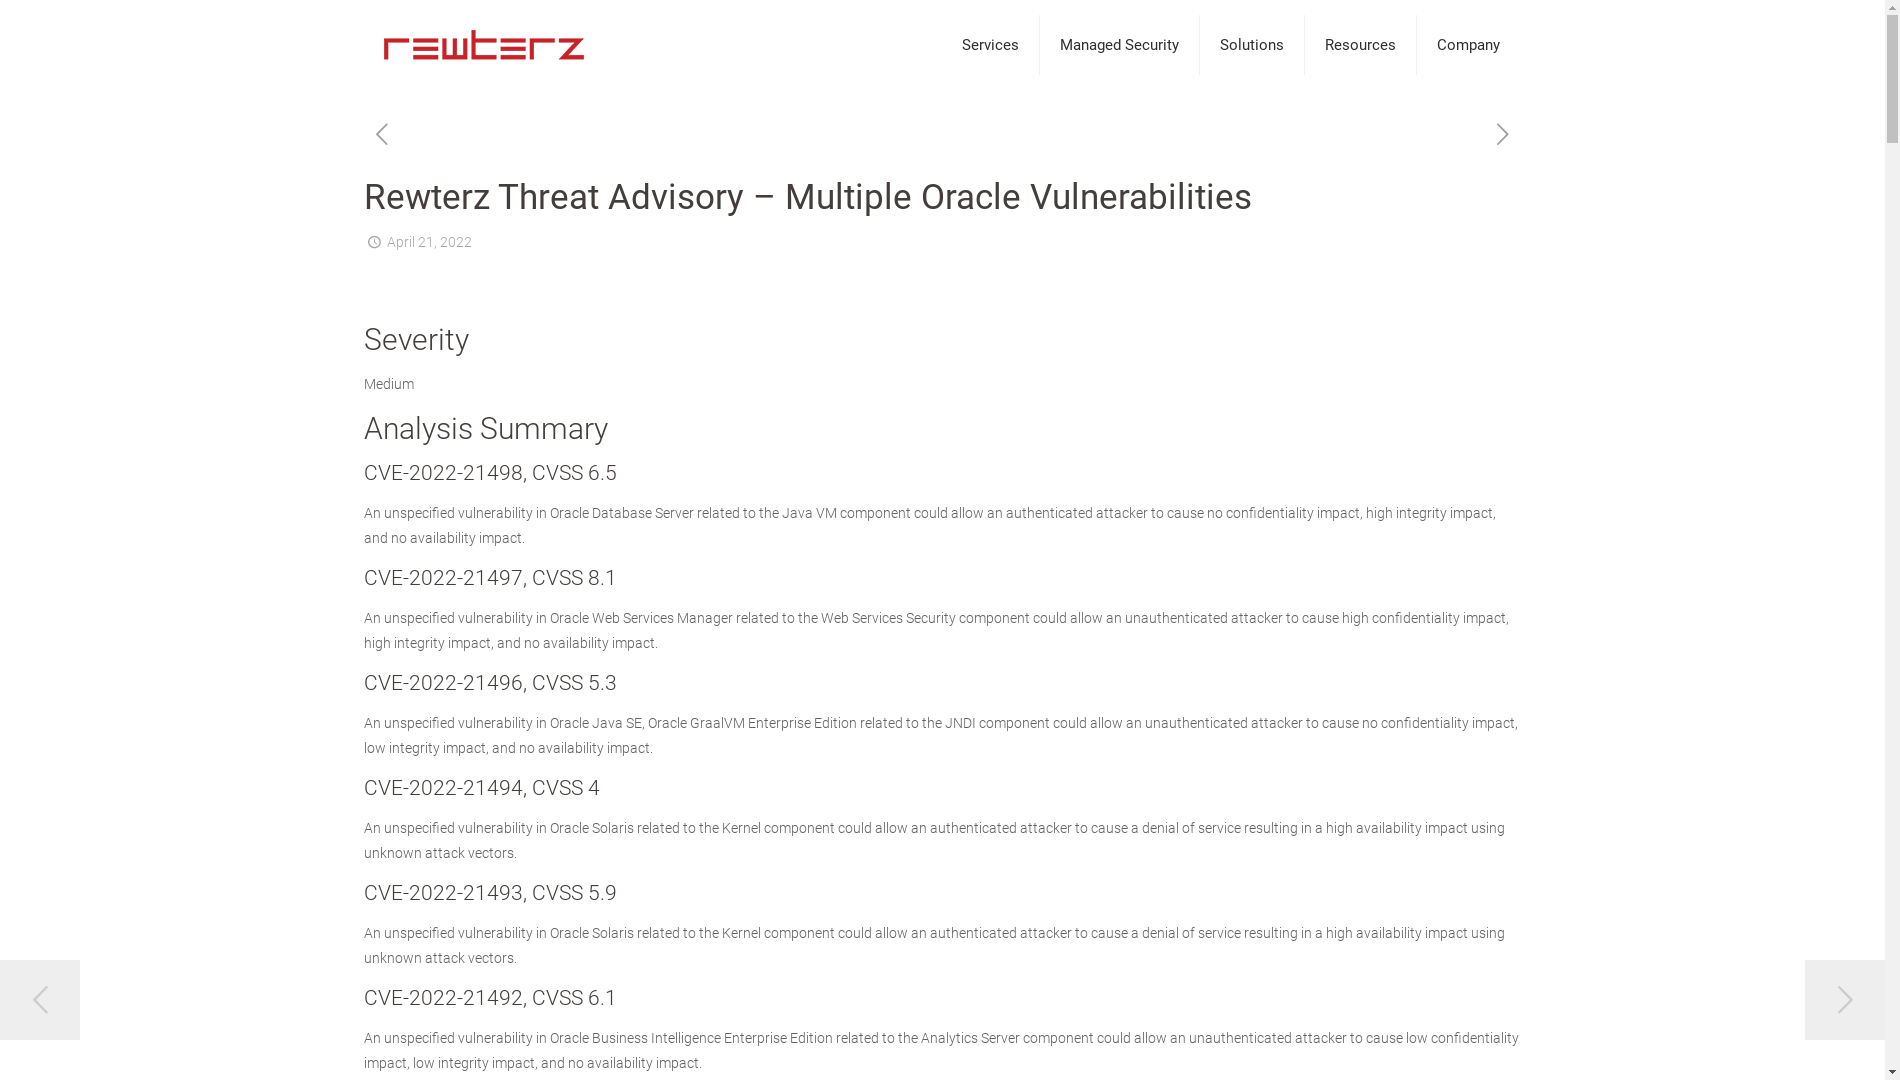 rewterz
Services
Managed Security
Solutions
Resources
Company
Rewterz Threat Advisory – Multiple Oracle Vulnerabilities
April 21, 2022
Severity
Medium
Analysis Summary
CVE-2022-21498, CVSS 6.5
An unspecified vulnerability in Oracle Database Server related to the Java VM component could allow an authenticated attacker to cause no confidentiality impact, high integrity impact,
and no availability impact.
CVE-2022-21497, CVSS 8.1
An unspecified vulnerability in Oracle Web Services Manager related to the Web Services Security component could allow an unauthenticated attacker to cause high confidentiality impact,
high integrity impact, and no availability impact.
CVE-2022-21496, CVSS 5.3
An unspecified vulnerability in Oracle Java SE, Oracle GraalVM Enterprise Edition related to the JNDI component could allow an unauthenticated attacker to cause no confidentiality impact,
low integrity impact, and no availability impact.
CVE-2022-21494, CVSS 4
An unspecified vulnerability in Oracle Solaris related to the Kernel component could allow an authenticated attacker to cause a denial of service resulting in a high availability impact using
unknown attack vectors.
CVE-2022-21493, CVSS 5.9
An unspecified vulnerability in Oracle Solaris related to the Kernel component could allow an authenticated attacker to cause a denial of service resulting in a high availability impact using
unknown attack vectors.
CVE-2022-21492, CVSS 6.1
An unspecified vulnerability in Oracle Business Intelligence Enterprise Edition related to the Analytics Server component could allow an unauthenticated attacker to cause low confidentiality
impact, low integrity impact, and no availability impact.